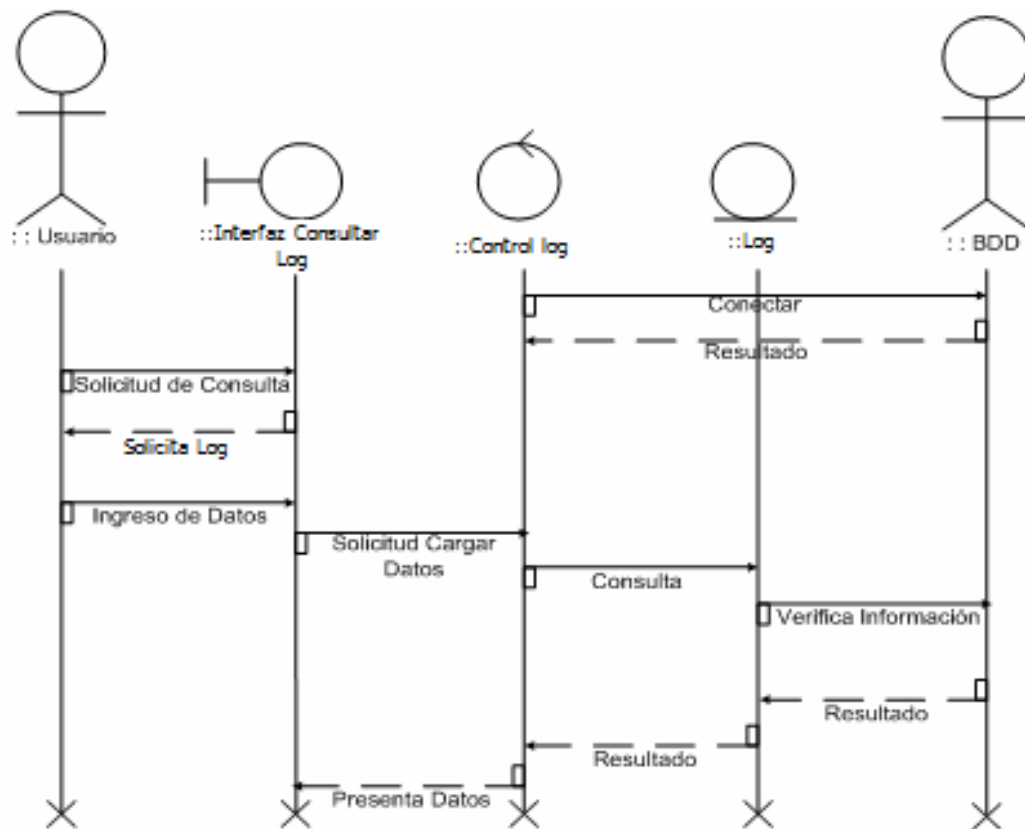 : : Usuario
::Interfaz Consultar
Log
::Control log
::Log
: : BDD
Conectar
Resultado
Solicitud de Consulta
Solicita Log
Ingreso de Datos
Solicitud Cargar
Datos
Consulta
Verifica Información
Resultado
Resultado
Presenta Datos